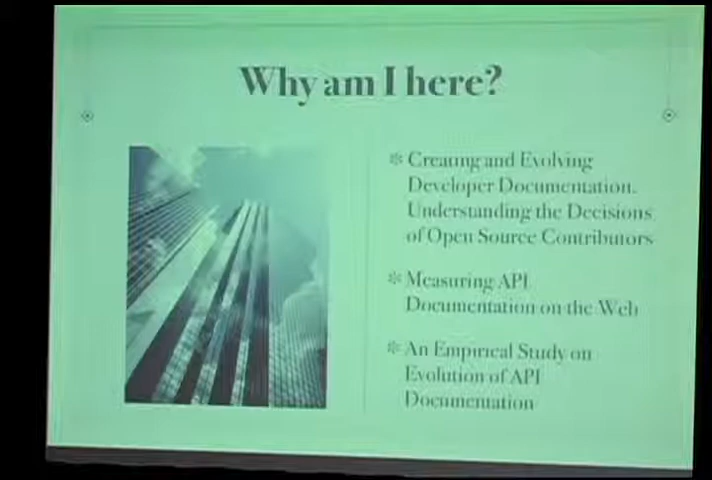 Why am I here?
* Creating and Evolving
Developer Documentation.
Understanding the Decisions
of Open Source Contributors
* Measuring API
Documentation on the Web
* An Empirical Study on
Evolution of API
Documentation